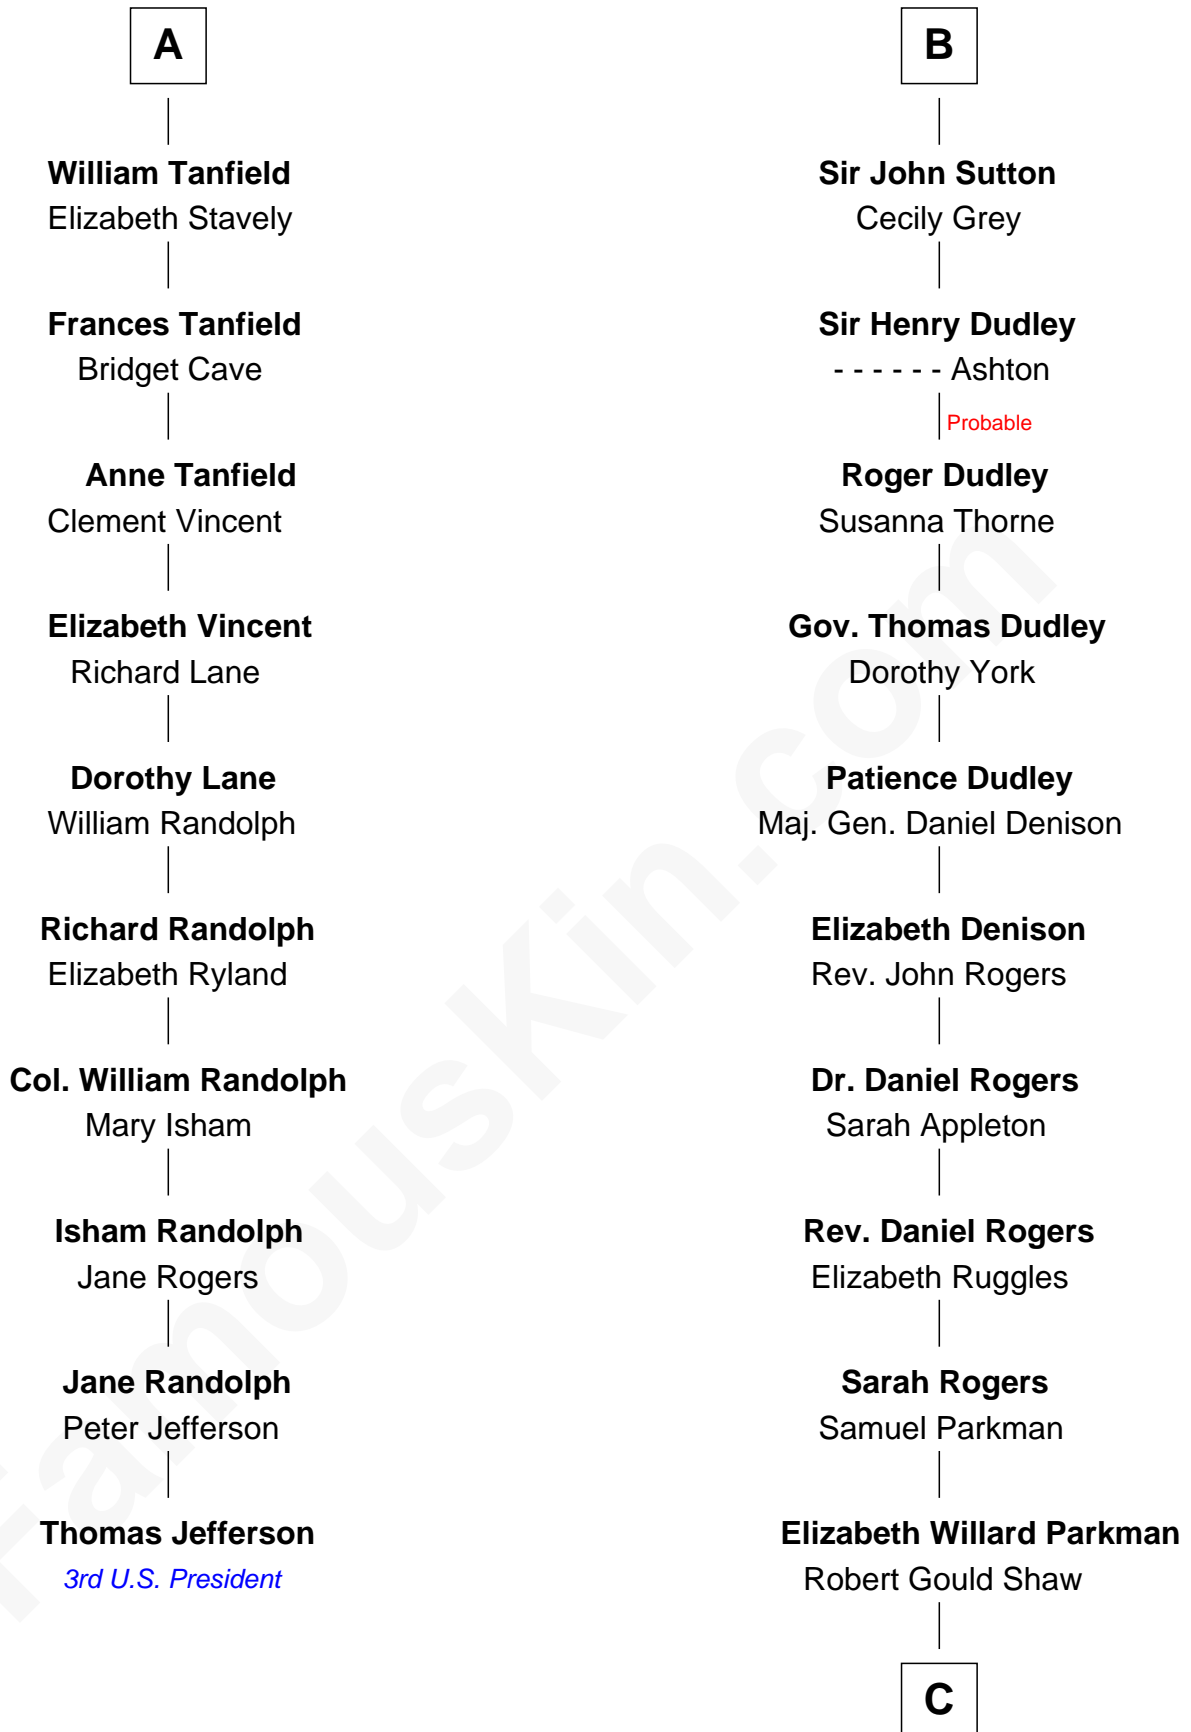 A
William Tanfield
Elizabeth Stavely
Frances Tanfield
Bridget Cave
Anne Tanfield
Clement Vincent
Elizabeth Vincent
Richard Lane
Dorothy Lane
William Randolph
Richard Randolph
Elizabeth Ryland
Col. William Randolph
Mary Isham
Isham Randolph
Jane Rogers
Jane Randolph
Peter Jefferson
Thomas Jefferson
3rd U.S. President
B
Sir John Sutton
Cecily Grey
Sir Henry Dudley
- - - - - - Ashton
Probable
Roger Dudley
Susanna Thorne
Gov. Thomas Dudley
Dorothy York
Patience Dudley
Maj. Gen. Daniel Denison
Elizabeth Denison
Rev. John Rogers
Dr. Daniel Rogers
Sarah Appleton
Rev. Daniel Rogers
Elizabeth Ruggles
Sarah Rogers
Samuel Parkman
Elizabeth Willard Parkman
Robert Gould Shaw
C
FamousKin.com